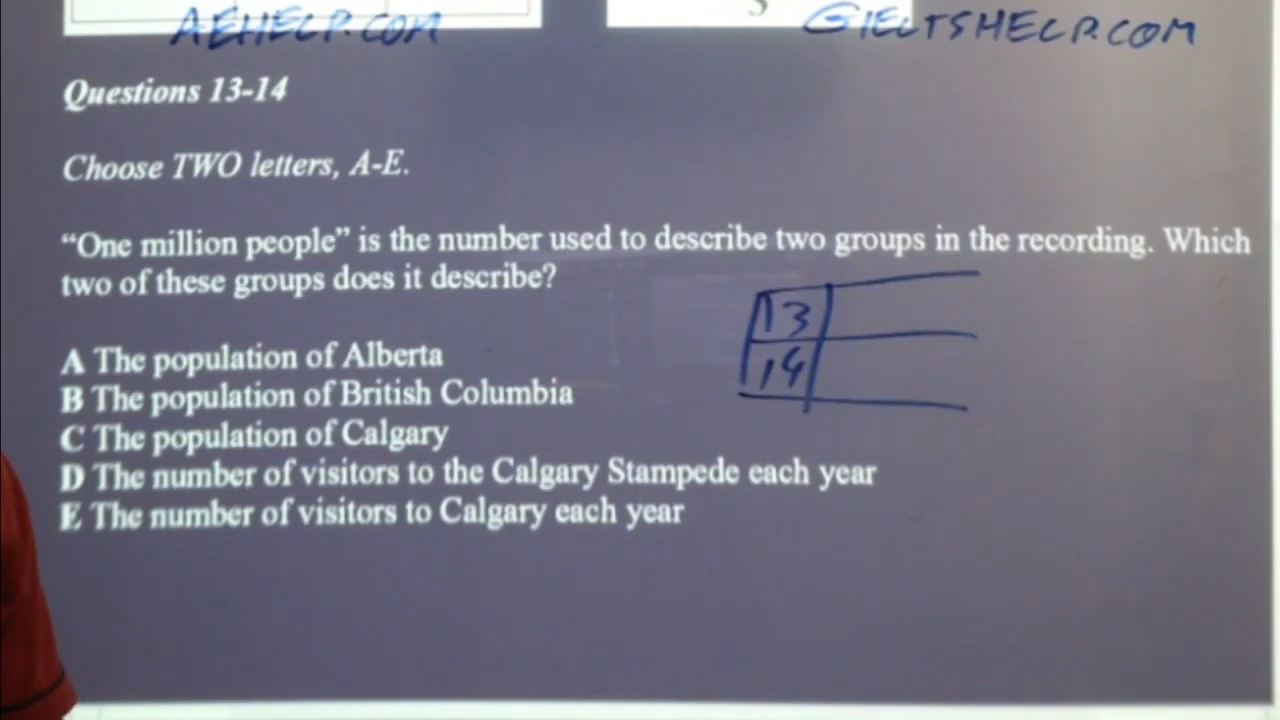 AEHELP.COM
GIELTSHELP.COM
Questions 13-14
Choose TWO letters, A-E.
“One million people” is the number used to describe two groups in the recording. Which
two of these groups does it describe?
13
14
A The population of Alberta
B The population of British Columbia
C The population of Calgary
D The number of visitors to the Calgary Stampede each year
E The number of visitors to Calgary each year